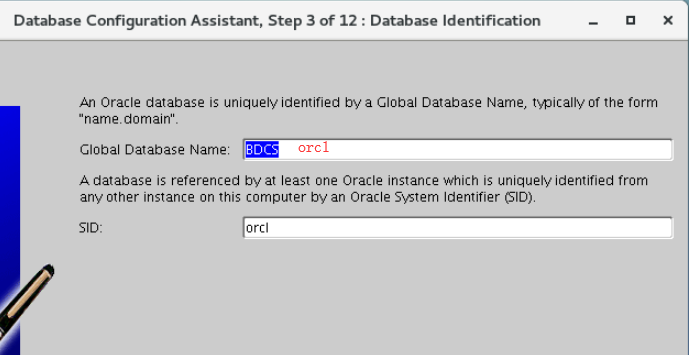 Database Configuration Assistant, Step 3 of 12 : Database Identification
An Oracle database is uniquely identified by a Global Database Name, typically of the form
"name.domain".
Global Database Name: BDCS orcl
A database is referenced by at least one Oracle instance which is uniquely identified from
any other instance on this computer by an Oracle System Identifier (SID).
SID: orcl